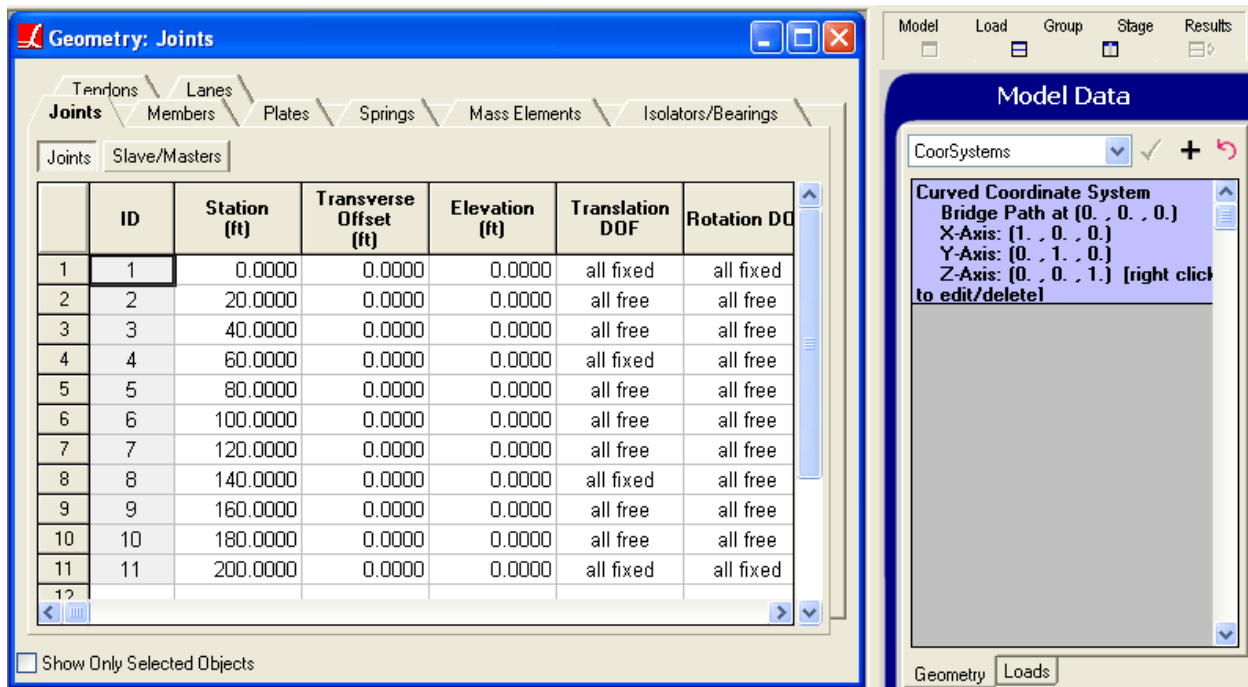 Geometry: Joints
Tendons Lanes
Joints Members Plates Springs Mass Elements Isolators/Bearings
Joints Slave/Masters
ID Station (ft) Transverse Offset (ft) Elevation (ft) Translation DOF Rotation DO
1 1 0.0000 0.0000 0.0000 all fixed all fixed
2 2 20.0000 0.0000 0.0000 all free all free
3 3 40.0000 0.0000 0.0000 all free all free
4 4 60.0000 0.0000 0.0000 all fixed all free
5 5 80.0000 0.0000 0.0000 all free all free
6 6 100.0000 0.0000 0.0000 all free all free
7 7 120.0000 0.0000 0.0000 all free all free
8 8 140.0000 0.0000 0.0000 all fixed all free
9 9 160.0000 0.0000 0.0000 all free all free
10 10 180.0000 0.0000 0.0000 all free all free
11 11 200.0000 0.0000 0.0000 all fixed all fixed
12
Show Only Selected Objects
Model Load Group Stage Results
Model Data
CoorSystems
Curved Coordinate System
Bridge Path at (0. , 0. , 0.)
X-Axis: (1. , 0. , 0.)
Y-Axis: (0. , 1. , 0.)
Z-Axis: (0. , 0. , 1.) [right click
to edit/delete]
Geometry Loads